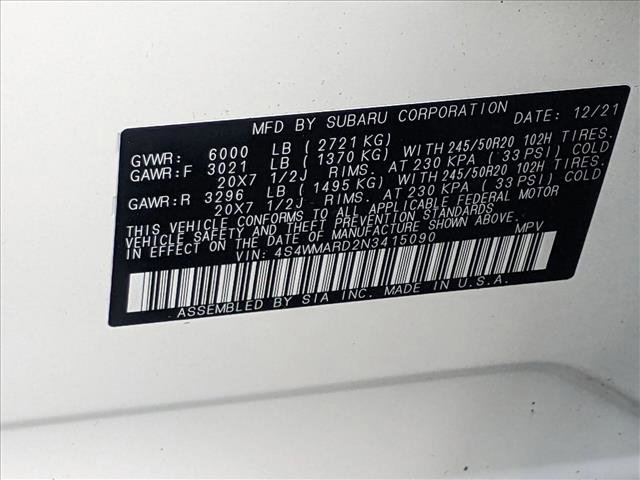 MFD BY SUBARU CORPORATION DATE: 12/21
GVWR: 6000 LB ( 2721 KG)
GAWR:F 3021 LB ( 1370 KG) WITH 245/50R20 102H TIRES.
20X7 1/2J RIMS. AT 230 KPA ( 33 PSI) COLD
GAWR:R 3296 LB ( 1495 KG) WITH 245/50R20 102H TIRES.
20X7 1/2J RIMS. AT 230 KPA ( 33 PSI) COLD
THIS VEHICLE CONFORMS TO ALL APPLICABLE FEDERAL MOTOR
VEHICLE SAFETY AND THEFT PREVENTION STANDARDS
IN EFFECT ON THE DATE OF MANUFACTURE SHOWN ABOVE.
VIN: 4S4WMARD2N3415090 MPV
ASSEMBLED BY SIA INC. MADE IN U.S.A.